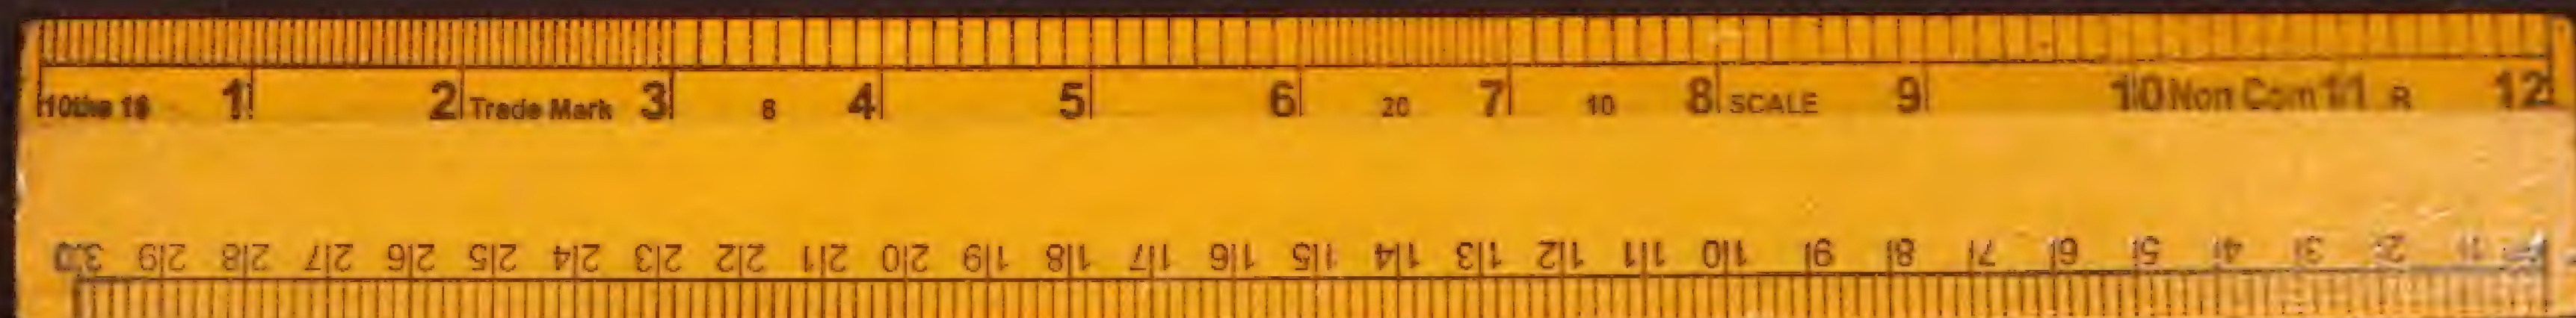 10ths 16 1 2 Trade Mark 3 8 4 5 6 20 7 10 8 SCALE 9 10 Non Com 11 R 12
30 29 28 27 26 25 24 23 22 21 20 19 18 17 16 15 14 13 12 11 10 9 8 7 6 5 4 3 2 1